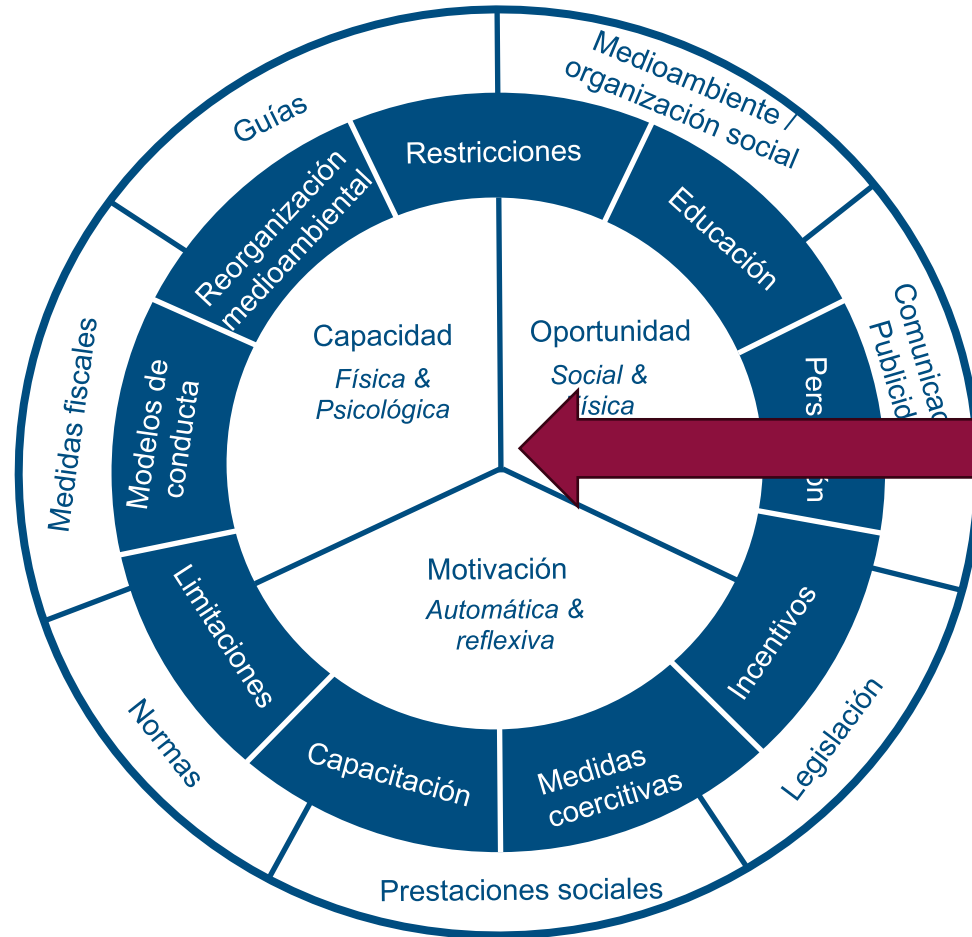 Guías
Medioambiente /
organización social
Medidas fiscales
Normas
Prestaciones sociales
Legislación
Restricciones
Reorganización
medioambiental
Educación
Modelos de
conducta
Limitaciones
Capacitación
Medidas
coercitivas
Incentivos
Capacidad
Física &
Psicológica
Oportunidad
Social &
Motivación
Automática &
reflexiva